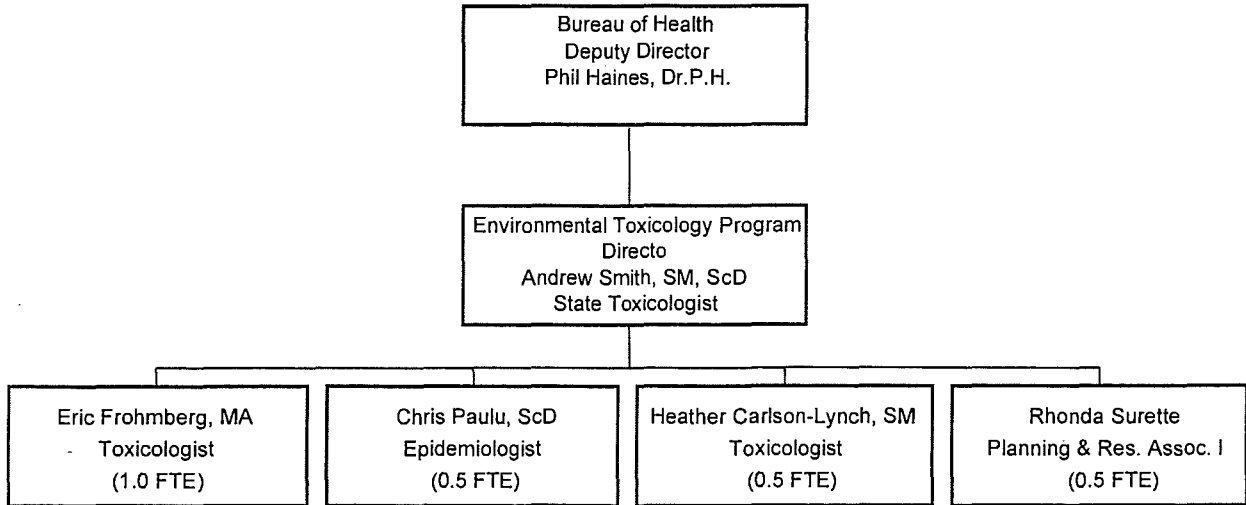 Bureau of Health
Deputy Director
Phil Haines, Dr.P.H.
Environmental Toxicology Program
Directo
Andrew Smith, SM, ScD
State Toxicologist
Eric Frohmberg, MA
Toxicologist
(1.0 FTE)
Chris Paulu, ScD
Epidemiologist
(0.5 FTE)
Heather Carlson-Lynch, SM
Toxicologist
(0.5 FTE)
Rhonda Surette
Planning & Res. Assoc. I
(0.5 FTE)